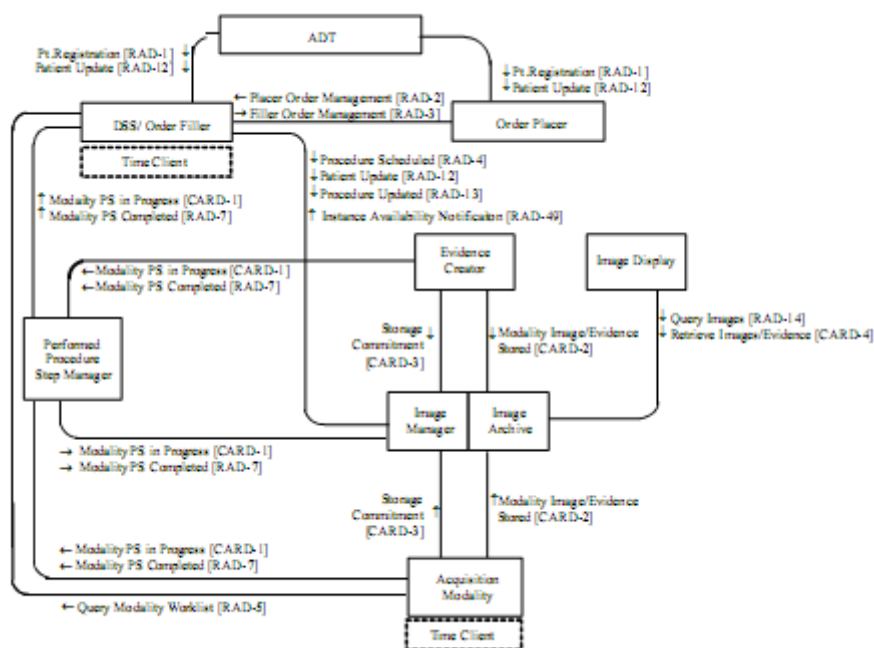 ADT
Pt.Registration [RAD-1] ↓
Patient Update [RAD-12] ↓
↓ Pt.Registration [RAD-1]
↓ Patient Update [RAD-12]
← Placer Order Management [RAD-2]
→ Filler Order Management [RAD-3]
DSS/ Order Filler
Order Placer
Time Client
↓ Procedure Scheduled [RAD-4]
↓ Patient Update [RAD-12]
↓ Procedure Updated [RAD-13]
↑ Instance Availability Notificaiton [RAD-49]
↑ Modaity PS in Progress [CARD-1]
↑ Modality PS Completed [RAD-7]
Evidence
Creator
Image Display
← Modality PS in Progress [CARD-1]
← Modality PS Completed [RAD-7]
↓ Query Images [RAD-14]
↓ Retrieve Images/Evidence [CARD-4]
Storage
Commitment ↓
[CARD-3]
↓ Modality Image/Evidence
Stored [CARD-2]
Performed
Procedure
Step Manager
Image
Manager
Image
Archive
→ Modality PS in Progress [CARD-1]
→ Modality PS Completed [RAD-7]
Storage
Commitment ↑
[CARD-3]
↑Modality Image/Evidence
Stored [CARD-2]
← Modality PS in Progress [CARD-1]
← Modality PS Completed [RAD-7]
Acquisition
Modality
← Query Modality Worklist [RAD-5]
Time Client